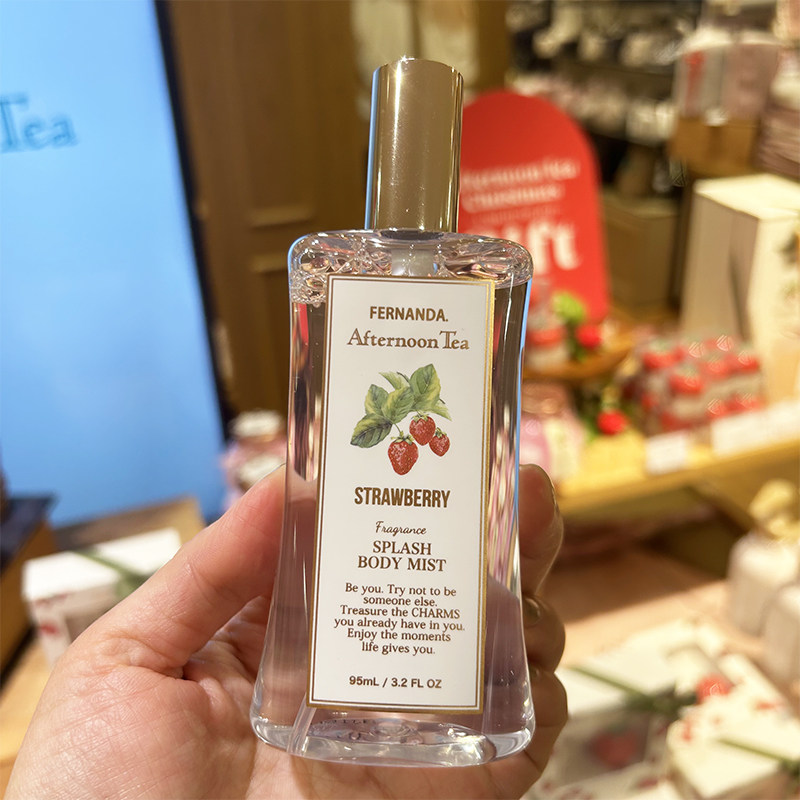 Tea
FERNANDA.
Afternoon Tea
STRAWBERRY
Fragrance
SPLASH
BODY MIST
Be you. Try not to be
someone else.
Treasure the CHARMS
you already have in you.
Enjoy the moments
life gives you.
95mL / 3.2 FL OZ